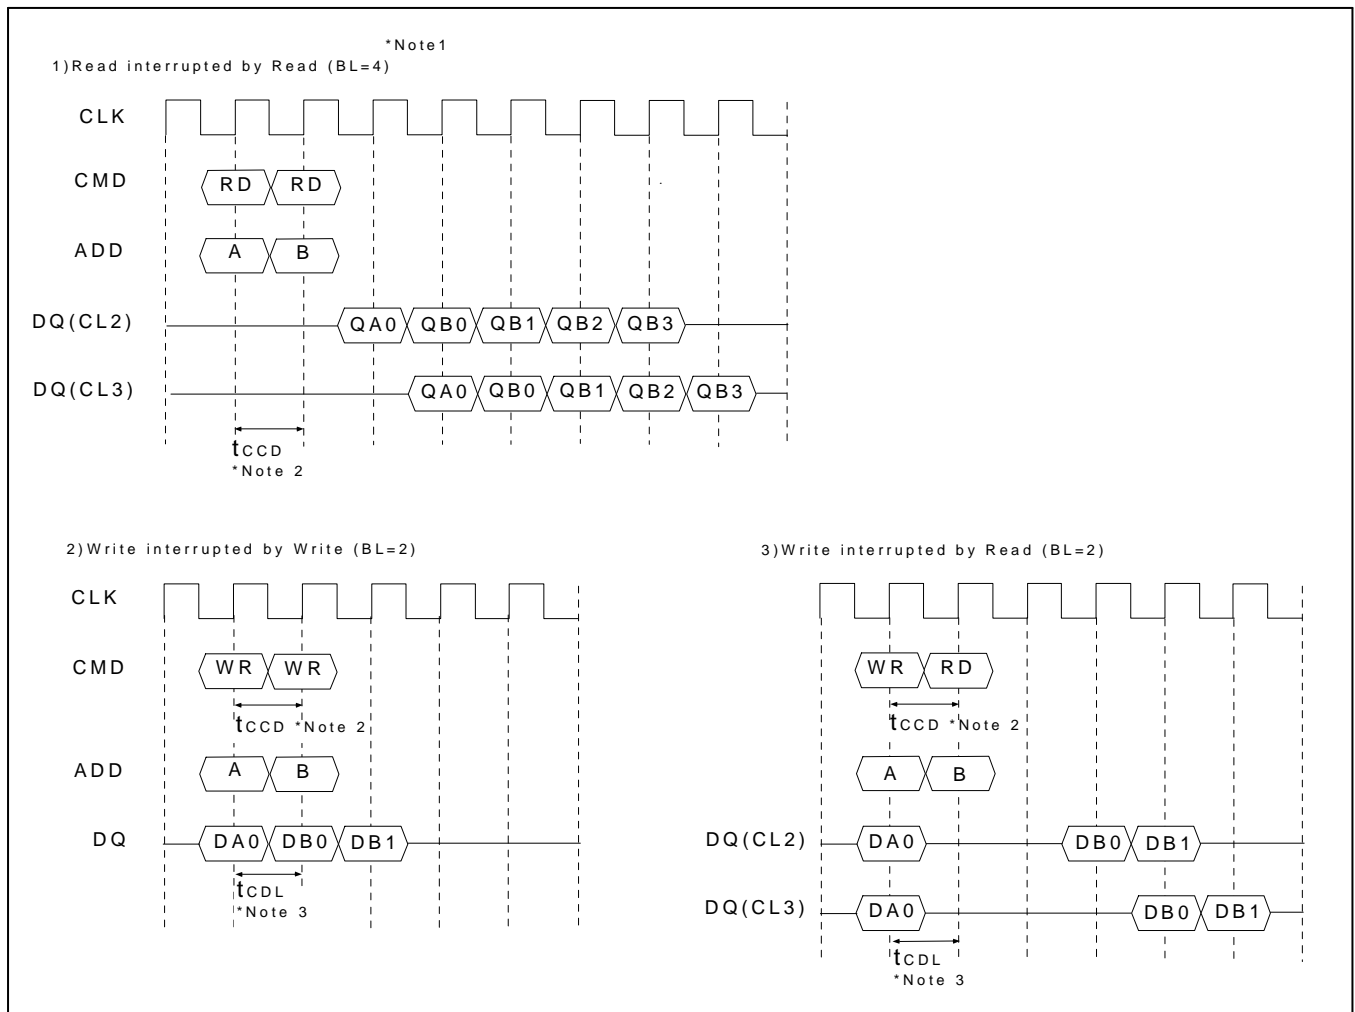 *Note1
1)Read interrupted by Read (BL=4)
CLK
CMD RD RD
ADD A B
DQ(CL2) QA0 QB0 QB1 QB2 QB3
DQ(CL3) QA0 QB0 QB1 QB2 QB3
tCCD
*Note 2
2)Write interrupted by Write (BL=2)
CLK
CMD WR WR
tCCD *Note 2
ADD A B
DQ DA0 DB0 DB1
tCDL
*Note 3
3)Write interrupted by Read (BL=2)
WR RD
tCCD *Note 2
A B
DQ(CL2) DA0 DB0 DB1
DQ(CL3) DA0 DB0 DB1
tCDL
*Note 3